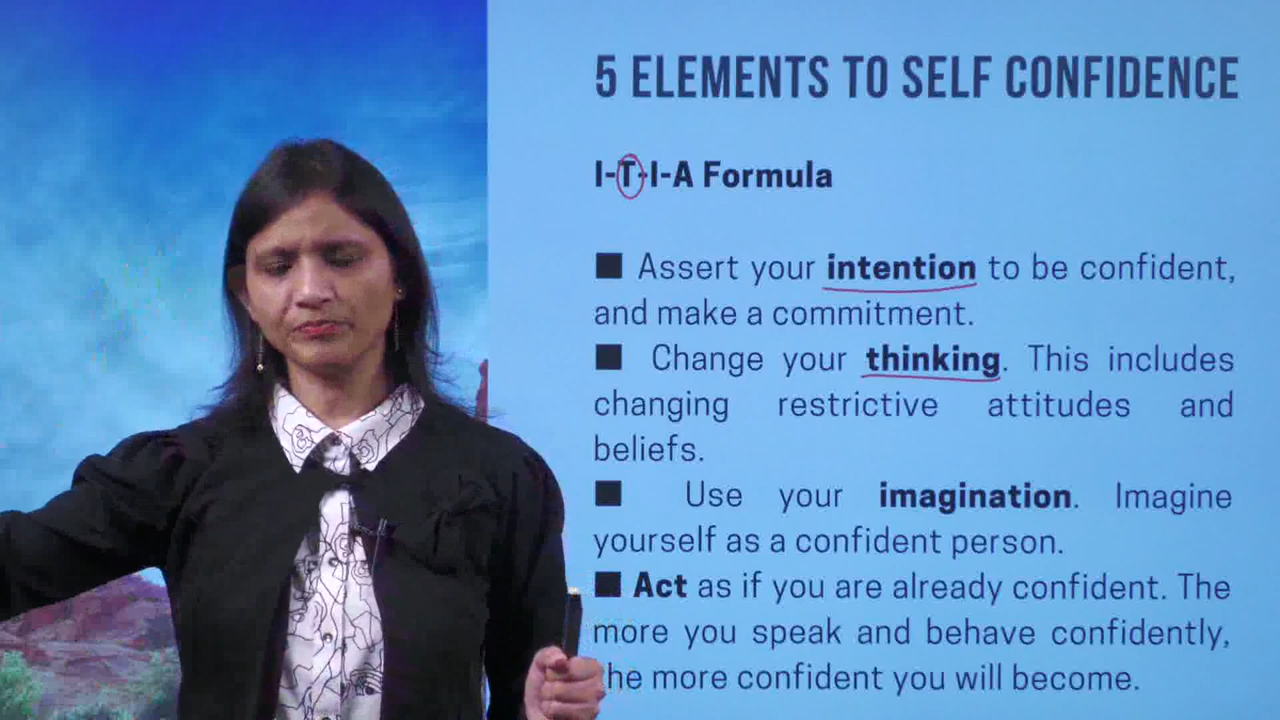 5 ELEMENTS TO SELF CONFIDENCE
I-T-I-A Formula
■ Assert your intention to be confident,
and make a commitment.
■ Change your thinking. This includes
changing restrictive attitudes and
beliefs.
■ Use your imagination. Imagine
yourself as a confident person.
■ Act as if you are already confident. The
more you speak and behave confidently,
the more confident you will become.